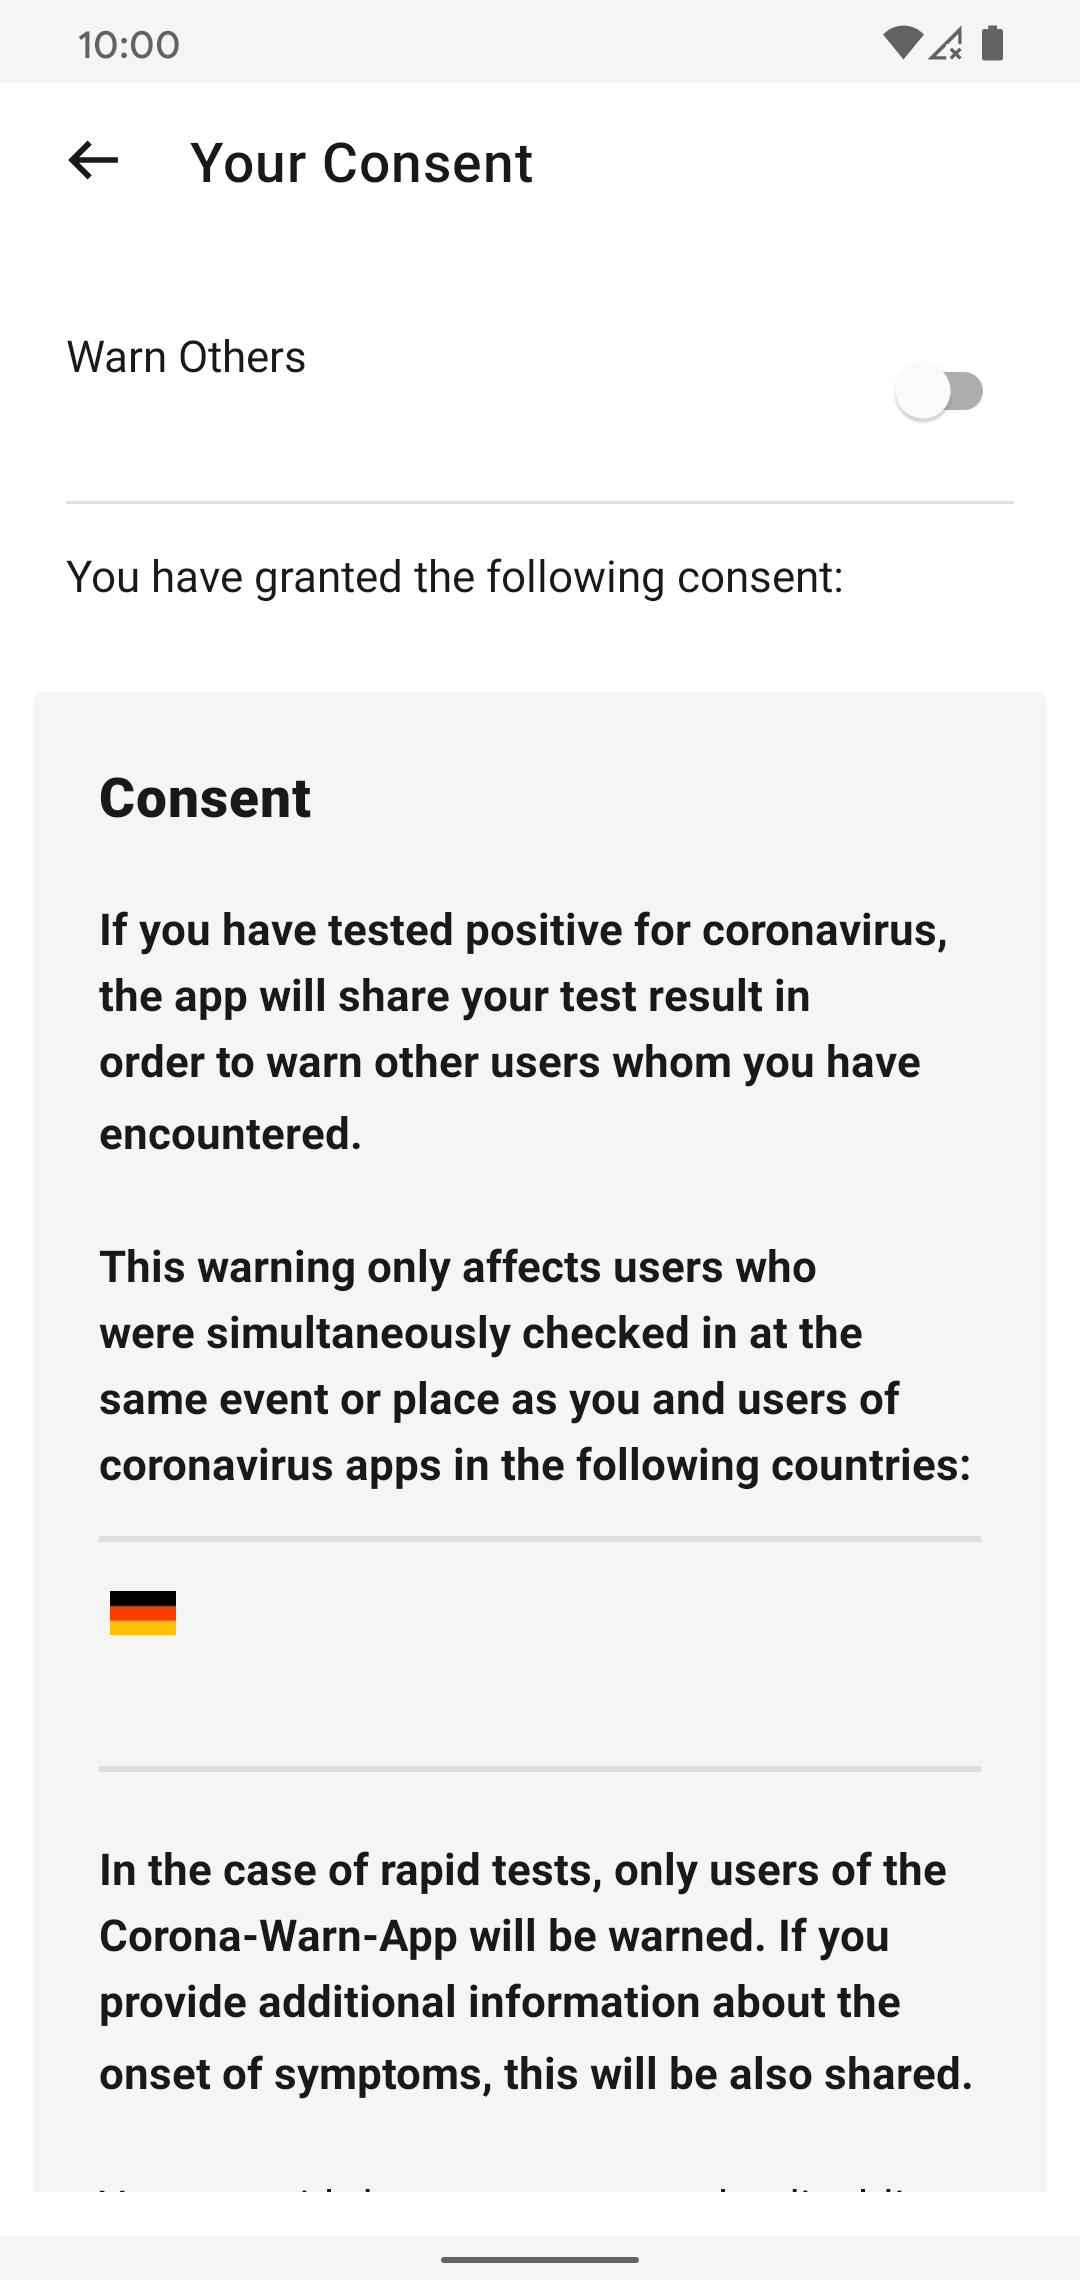 10:00
Your Consent
Warn Others
You have granted the following consent:
Consent
If you have tested positive for coronavirus,
the app will share your test result in
order to warn other users whom you have
encountered.
This warning only affects users who
were simultaneously checked in at the
same event or place as you and users of
coronavirus apps in the following countries:
In the case of rapid tests, only users of the
Corona-Warn-App will be warned. If you
provide additional information about the
onset of symptoms, this will be also shared.